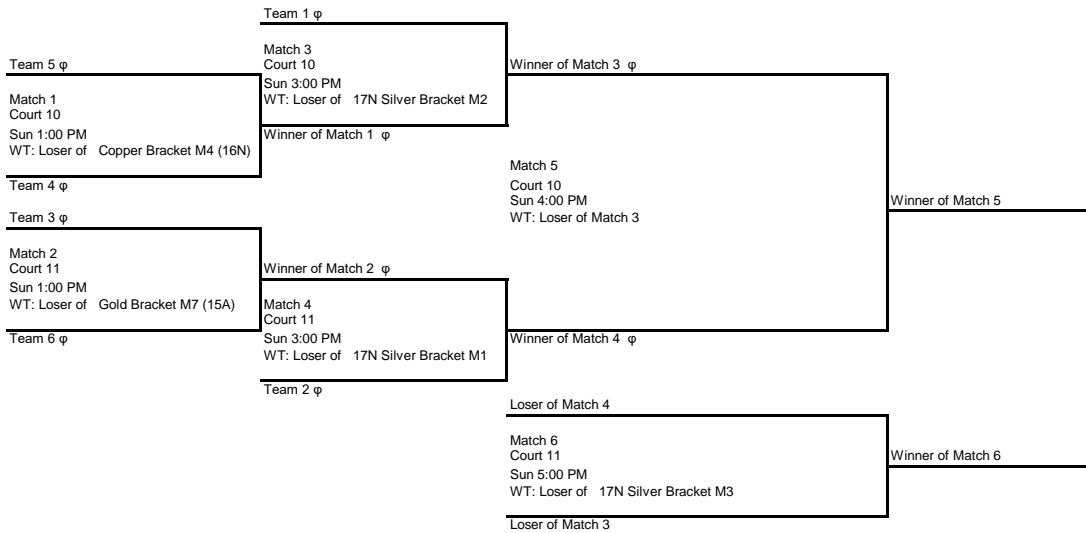 Team 1 φ
Match 3
Court 10
Sun 3:00 PM
WT: Loser of 17N Silver Bracket M2
Winner of Match 1 φ
Team 5 φ
Match 1
Court 10
Sun 1:00 PM
WT: Loser of Copper Bracket M4 (16N)
Team 4 φ
Team 3 φ
Match 2
Court 11
Sun 1:00 PM
WT: Loser of Gold Bracket M7 (15A)
Team 6 φ
Winner of Match 2 φ
Match 4
Court 11
Sun 3:00 PM
WT: Loser of 17N Silver Bracket M1
Team 2 φ
Winner of Match 3 φ
Match 5
Court 10
Sun 4:00 PM
WT: Loser of Match 3
Winner of Match 4 φ
Winner of Match 5
Loser of Match 4
Match 6
Court 11
Sun 5:00 PM
WT: Loser of 17N Silver Bracket M3
Loser of Match 3
Winner of Match 6